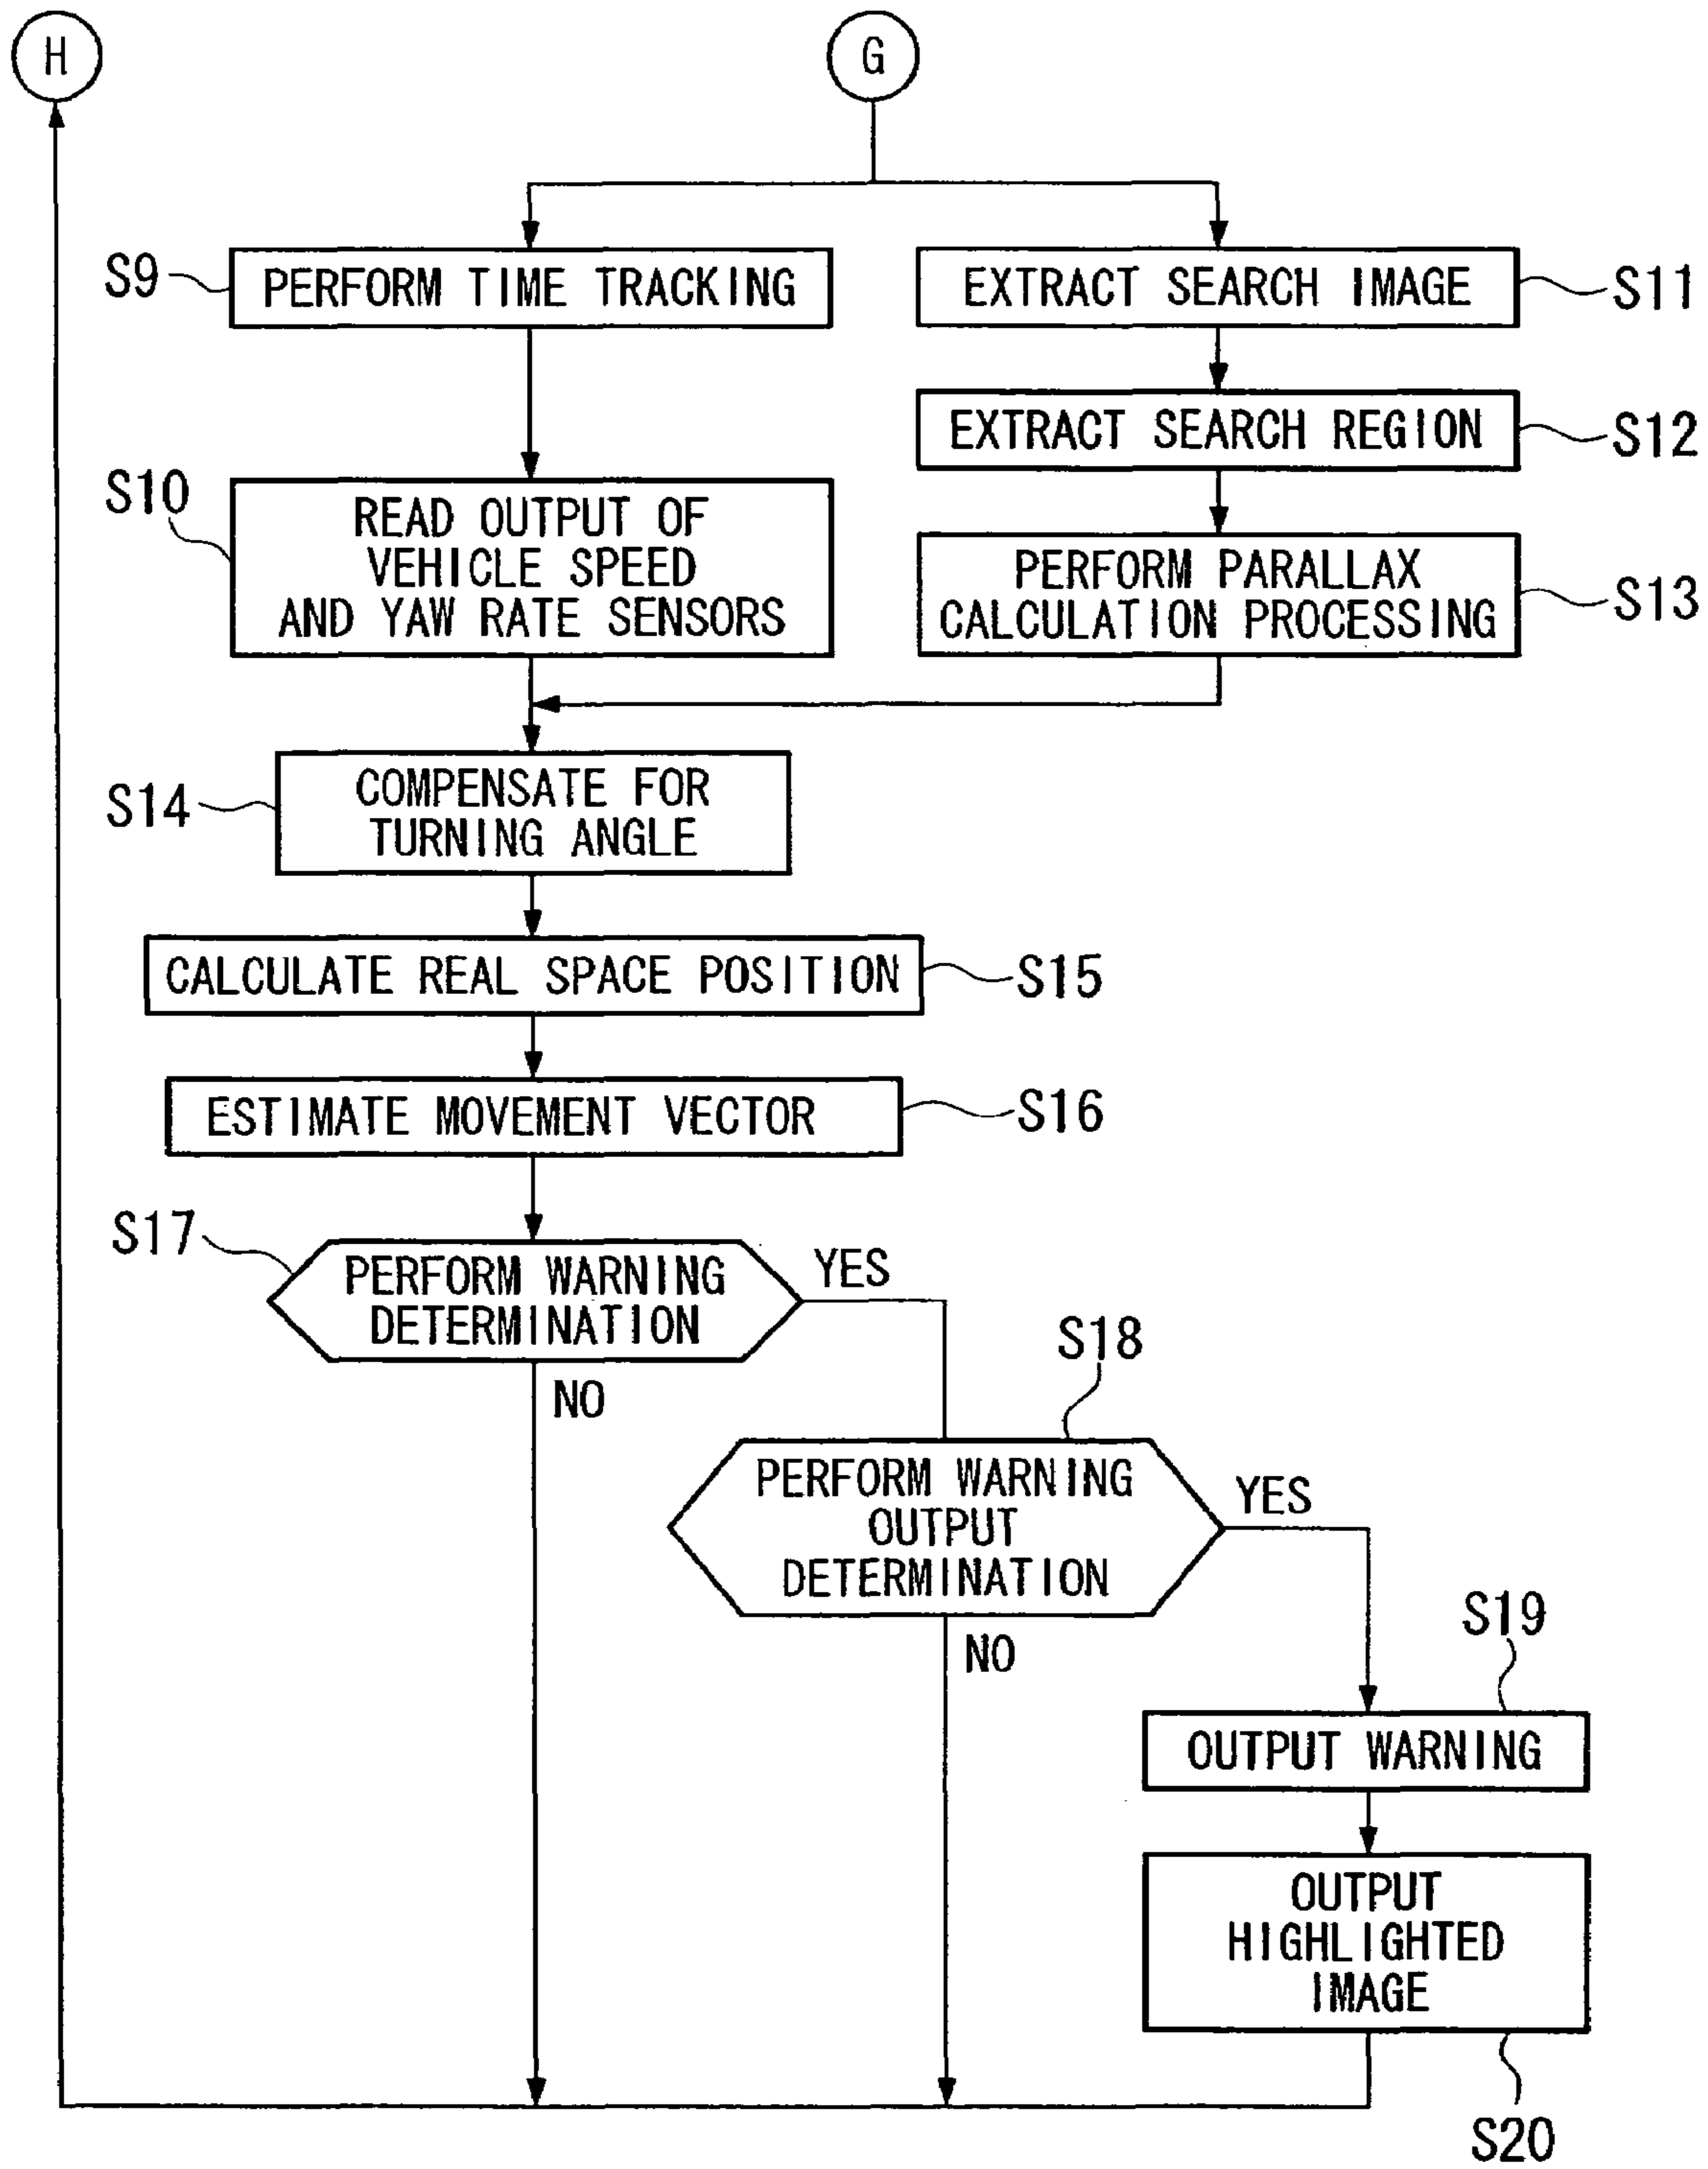 H
G
S9
PERFORM TIME TRACKING
EXTRACT SEARCH IMAGE
S11
EXTRACT SEARCH REGION
S12
S10
READ OUTPUT OF
VEHICLE SPEED
AND YAW RATE SENSORS
PERFORM PARALLAX
CALCULATION PROCESSING
S13
S14
COMPENSATE FOR
TURNING ANGLE
CALCULATE REAL SPACE POSITION
S15
ESTIMATE MOVEMENT VECTOR
S16
S17
PERFORM WARNING
DETERMINATION
YES
NO
S18
PERFORM WARNING
OUTPUT
DETERMINATION
YES
NO
S19
OUTPUT WARNING
OUTPUT
HIGHLIGHTED
IMAGE
S20